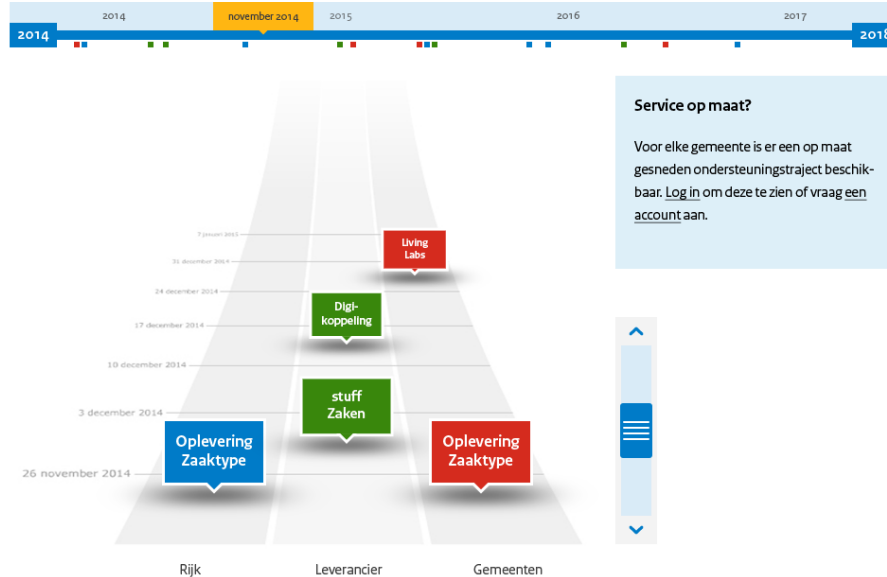 2014
november 2014
2015
2016
2017
2014
2018
Service op maat?
Voor elke gemeente is er een op maat
gesneden ondersteuningstraject beschik-
baar. Log in om deze te zien of vraag een
account aan.
7 januari 2015
31 december 2014
24 december 2014
17 december 2014
10 december 2014
3 december 2014
26 november 2014
Living
Labs
Digi-
koppeling
stuff
Zaken
Oplevering
Zaaktype
Oplevering
Zaaktype
Rijk
Leverancier
Gemeenten